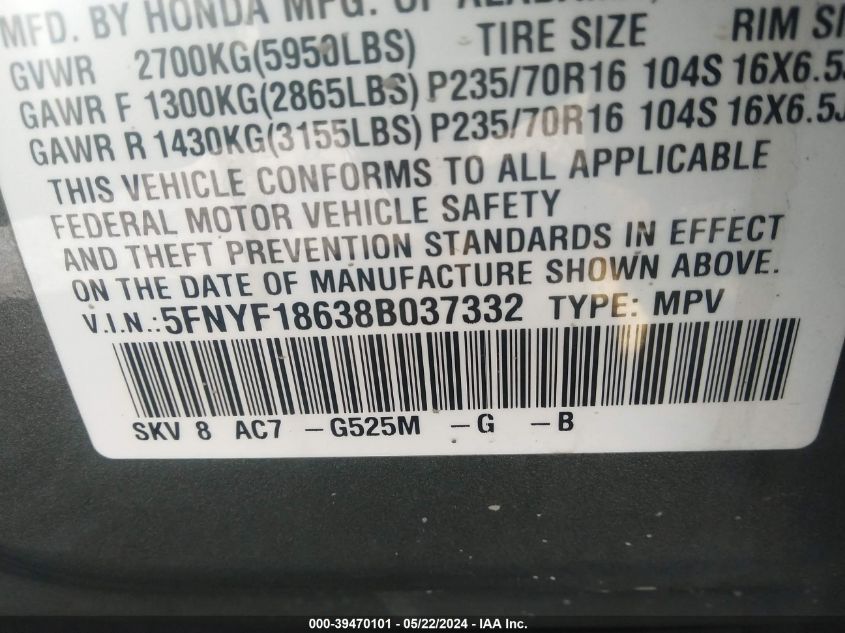 MFD. BY HONDA MFG. OF
GVWR 2700KG(5950LBS) TIRE SIZE RIM
GAWR F 1300KG(2865LBS) P235/70R16 104S 16X6.5J
GAWR R 1430KG(3155LBS) P235/70R16 104S 16X6.5J
THIS VEHICLE CONFORMS TO ALL APPLICABLE
FEDERAL MOTOR VEHICLE SAFETY
AND THEFT PREVENTION STANDARDS IN EFFECT
ON THE DATE OF MANUFACTURE SHOWN ABOVE.
V.I.N.:5FNYF18638B037332 TYPE: MPV
SKV 8 AC7 -G525M -G -B
000-39470101 | 05/22/2024 - IAA Inc.